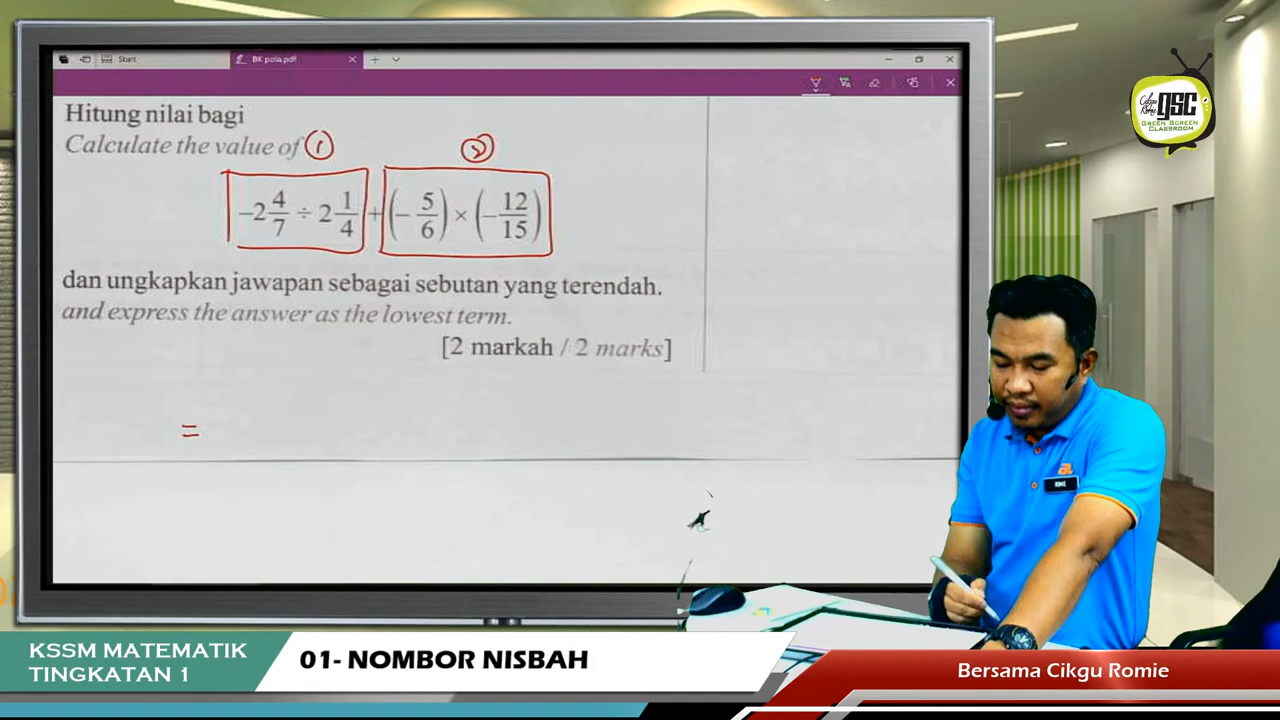 Start
BK pola.pdf
Hitung nilai bagi
Calculate the value of ①
②
−2 4/7 ÷ 2 1/4 + (− 5/6) × (− 12/15)
dan ungkapkan jawapan sebagai sebutan yang terendah.
and express the answer as the lowest term.
[2 markah / 2 marks]
=
Cikgu Romie
GSC
GREEN SCREEN
CLASSROOM
ROMIE
KSSM MATEMATIK
TINGKATAN 1
01- NOMBOR NISBAH
Bersama Cikgu Romie